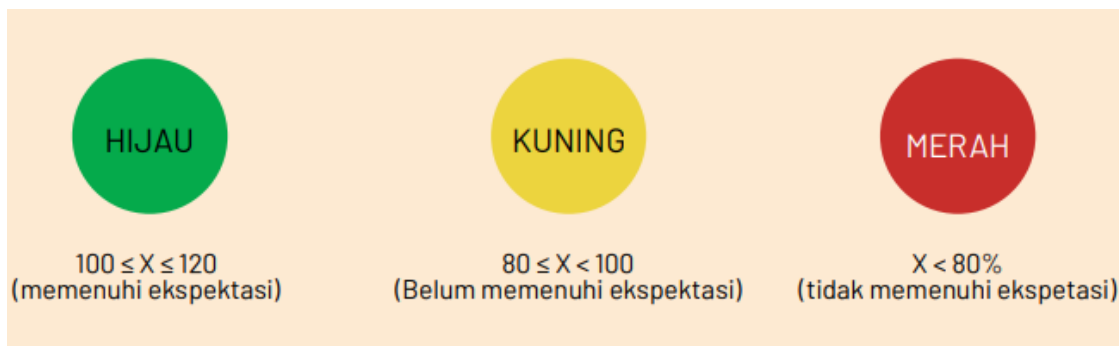 HIJAU
KUNING
MERAH
100 ≤ X ≤ 120
(memenuhi ekspektasi)
80 ≤ X < 100
(Belum memenuhi ekspektasi)
X < 80%
(tidak memenuhi ekspetasi)